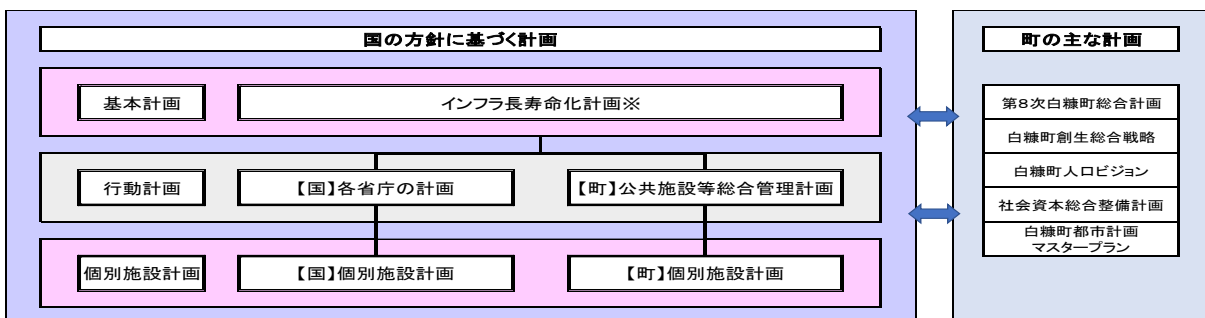 国の方針に基づく計画
基本計画
インフラ長寿命化計画※
行動計画
【国】各省庁の計画
【町】公共施設等総合管理計画
個別施設計画
【国】個別施設計画
【町】個別施設計画
町の主な計画
第8次白糠町総合計画
白糠町創生総合戦略
白糠町人口ビジョン
社会資本総合整備計画
白糠町都市計画
マスタープラン